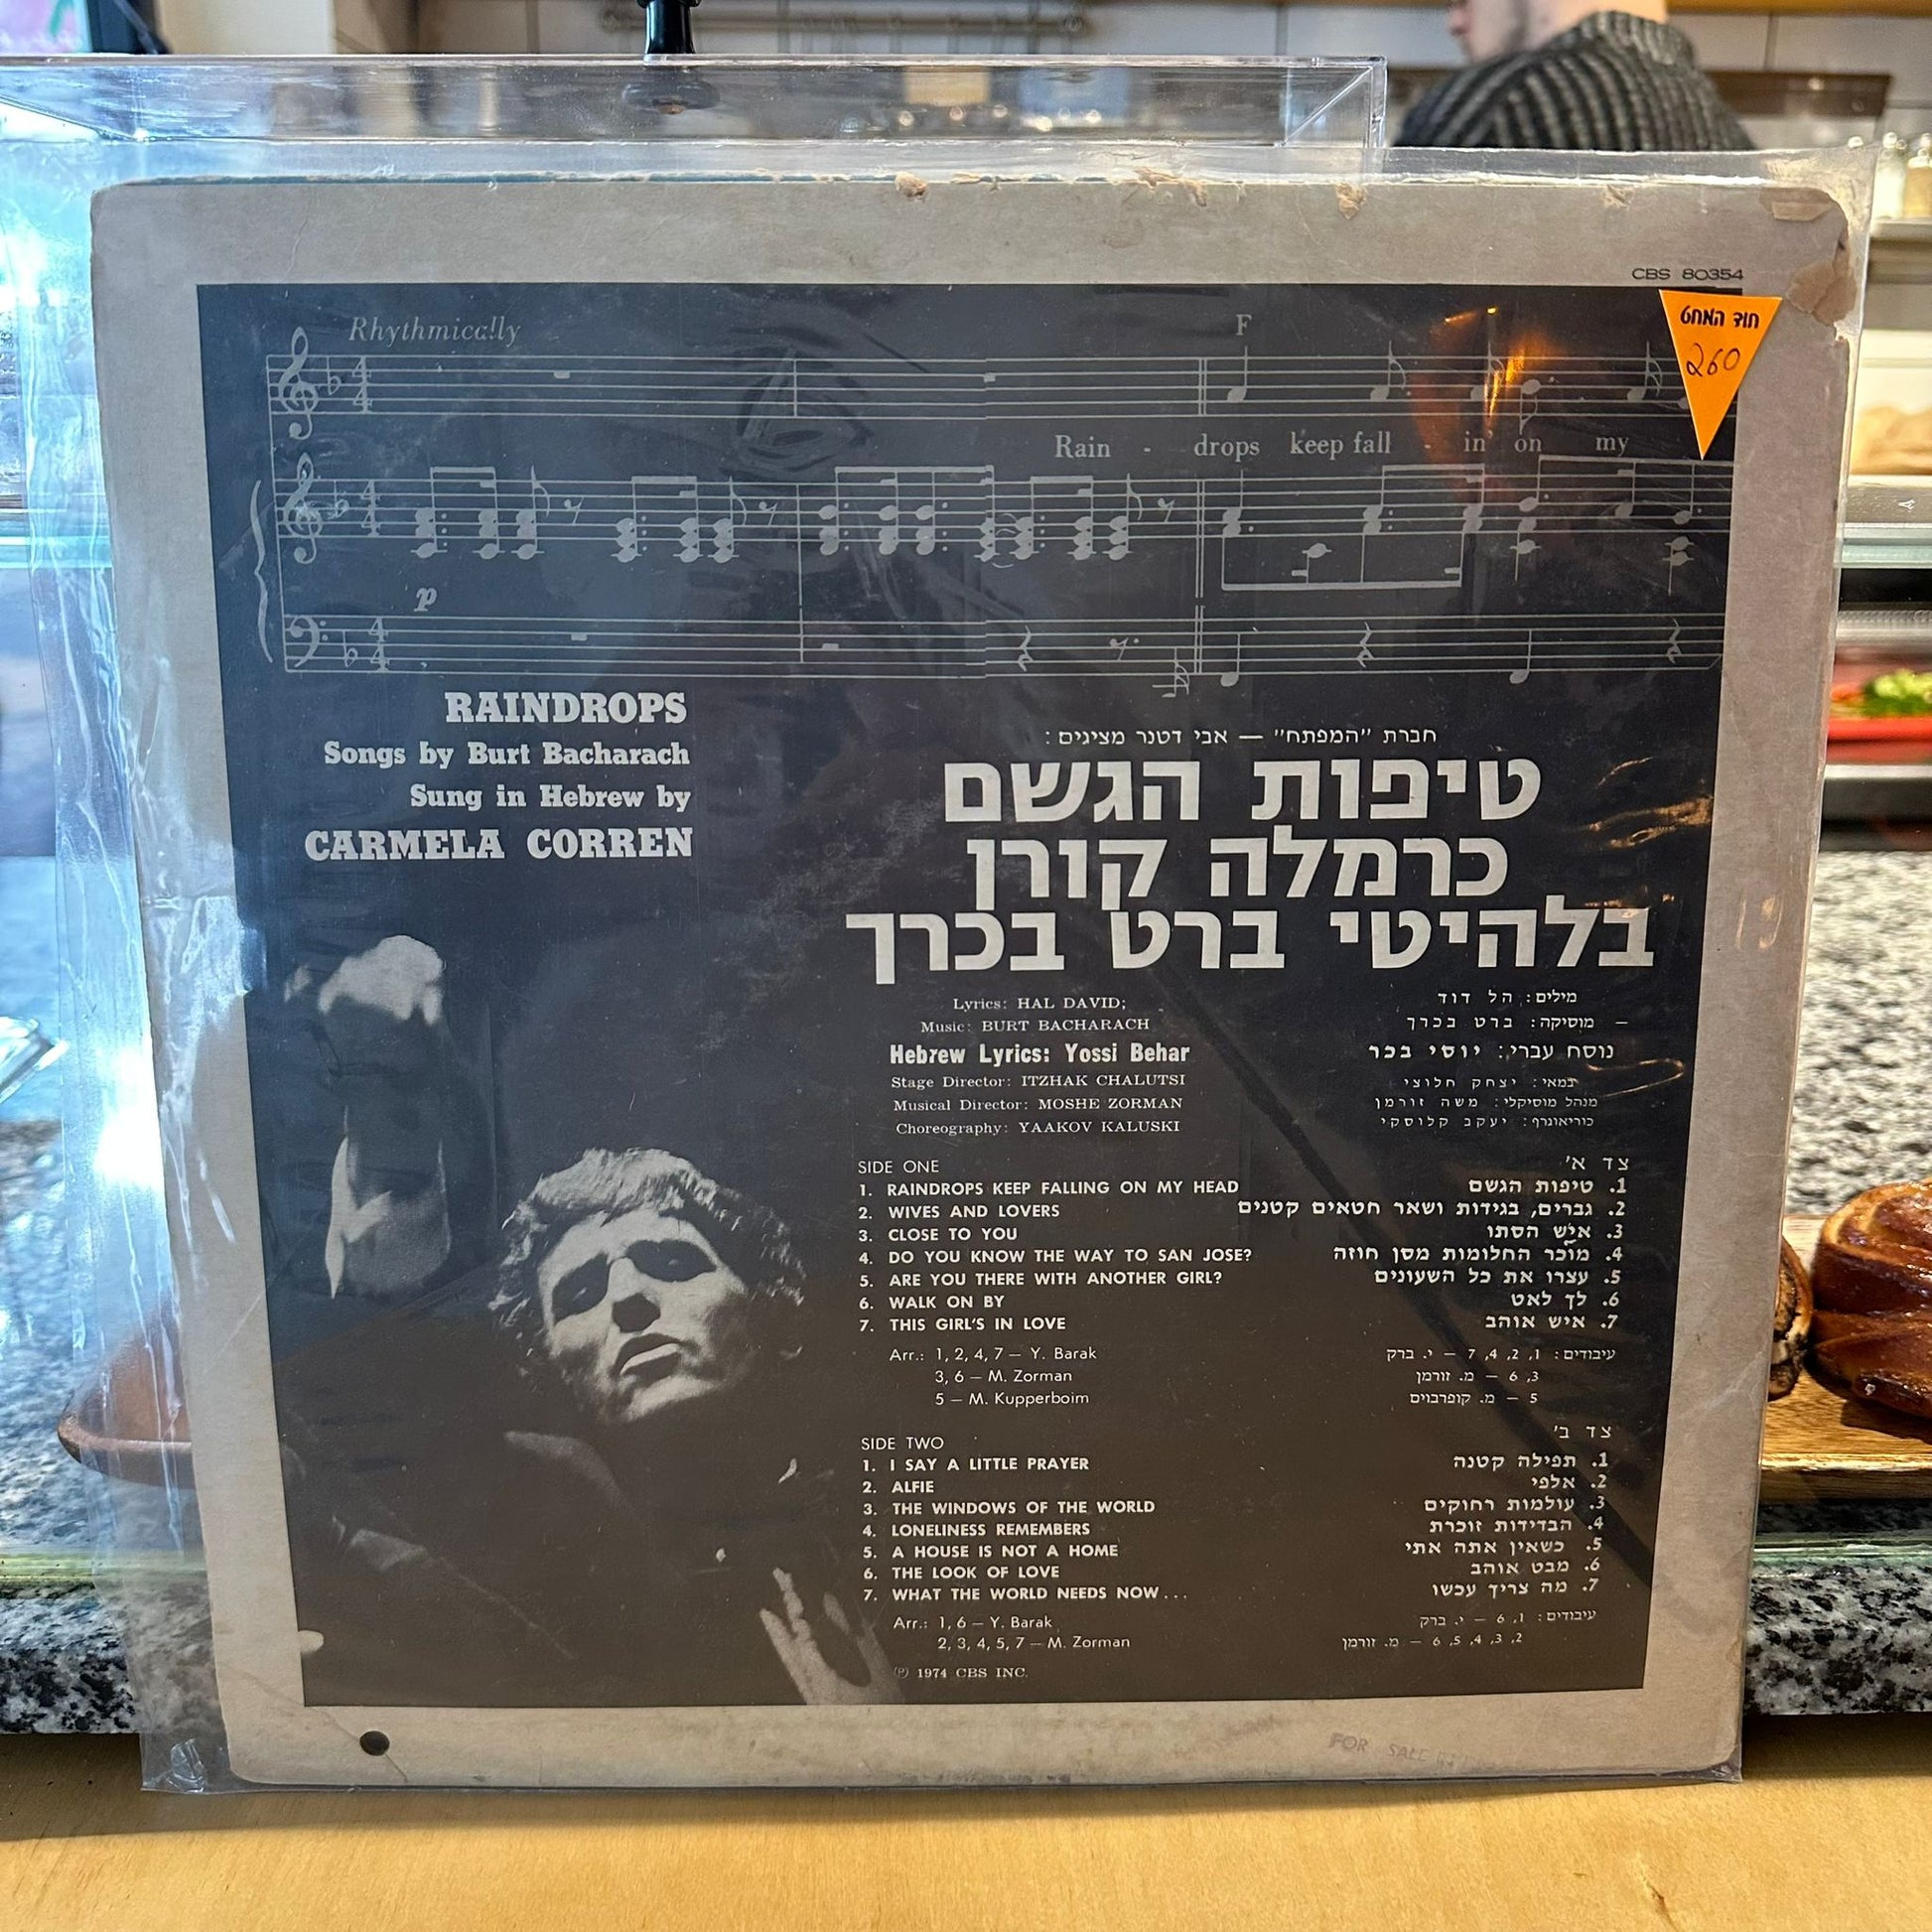 CBS 80354
חוד המחט
260
Rhythmically
F
Rain - drops keep fall - in' on my
p
RAINDROPS
Songs by Burt Bacharach
Sung in Hebrew by
CARMELA CORREN
חברת "המפתח" — אבי דטנר מציגים:
טיפות הגשם
כרמלה קורן
בלהיטי ברט בכרך
Lyrics: HAL DAVID;
Music: BURT BACHARACH
Hebrew Lyrics: Yossi Behar
Stage Director: ITZHAK CHALUTSI
Musical Director: MOSHE ZORMAN
Choreography: YAAKOV KALUSKI
מילים: הל דוד
— מוסיקה: ברט בכרך
נוסח עברי: יוסי בכר
במאי: יצחק חלוצי
מנהל מוסיקלי: משה זורמן
כוריאוגרף: יעקב קלוסקי
SIDE ONE
1. RAINDROPS KEEP FALLING ON MY HEAD
2. WIVES AND LOVERS
3. CLOSE TO YOU
4. DO YOU KNOW THE WAY TO SAN JOSE?
5. ARE YOU THERE WITH ANOTHER GIRL?
6. WALK ON BY
7. THIS GIRL'S IN LOVE
Arr.: 1, 2, 4, 7 — Y. Barak
3, 6 — M. Zorman
5 — M. Kupperboim
צד א'
1. טיפות הגשם
2. גברים, בגידות ושאר חטאים קטנים
3. איש הסתו
4. מוכר החלומות מסן חוזה
5. עצרו את כל השעונים
6. לך לאט
7. איש אוהב
עיבודים: 1, 2, 4, 7 — י. ברק
3, 6 — מ. זורמן
5 — מ. קופרבוים
SIDE TWO
1. I SAY A LITTLE PRAYER
2. ALFIE
3. THE WINDOWS OF THE WORLD
4. LONELINESS REMEMBERS
5. A HOUSE IS NOT A HOME
6. THE LOOK OF LOVE
7. WHAT THE WORLD NEEDS NOW...
Arr.: 1, 6 — Y. Barak
2, 3, 4, 5, 7 — M. Zorman
℗ 1974 CBS INC.
צד ב'
1. תפילה קטנה
2. אלפי
3. עולמות רחוקים
4. הבדידות זוכרת
5. כשאין אתה אתי
6. מבט אוהב
7. מה צריך עכשו
עיבודים: 1, 6 — י. ברק
2, 3, 4, 5, 6 — מ. זורמן
FOR SALE